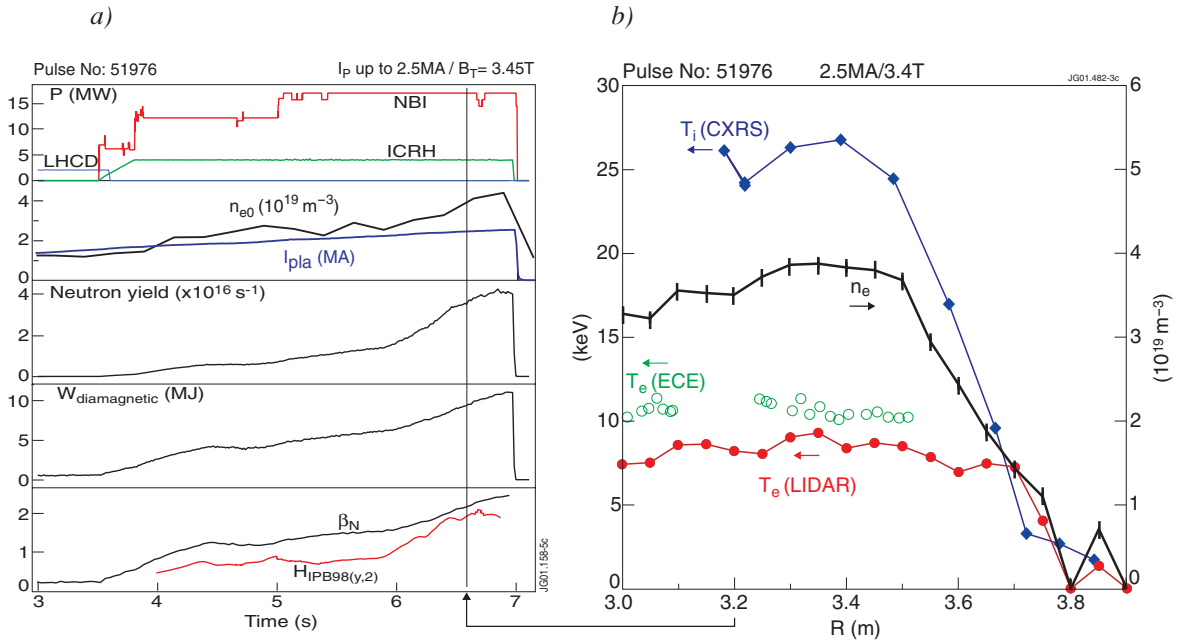 a)
Pulse No: 51976 I_P up to 2.5MA / B_T= 3.45T
P (MW)
15
10
5
0
NBI
LHCD
ICRH
4
2
0
n_e0 (10^19 m^-3)
I_pla (MA)
Neutron yield (x10^16 s^-1)
4
2
0
W_diamagnetic (MJ)
10
5
0
2
1
0
β_N
H_IPB98(y,2)
JG01.158-5c
3 4 5 6 7
Time (s)
b)
Pulse No: 51976 2.5MA/3.4T
JG01.482-3c
30
25
20
15
10
5
0
(keV)
T_i (CXRS)
n_e
T_e (ECE)
T_e (LIDAR)
6
5
4
3
2
1
0
(10^19 m^-3)
3.0 3.2 3.4 3.6 3.8
R (m)